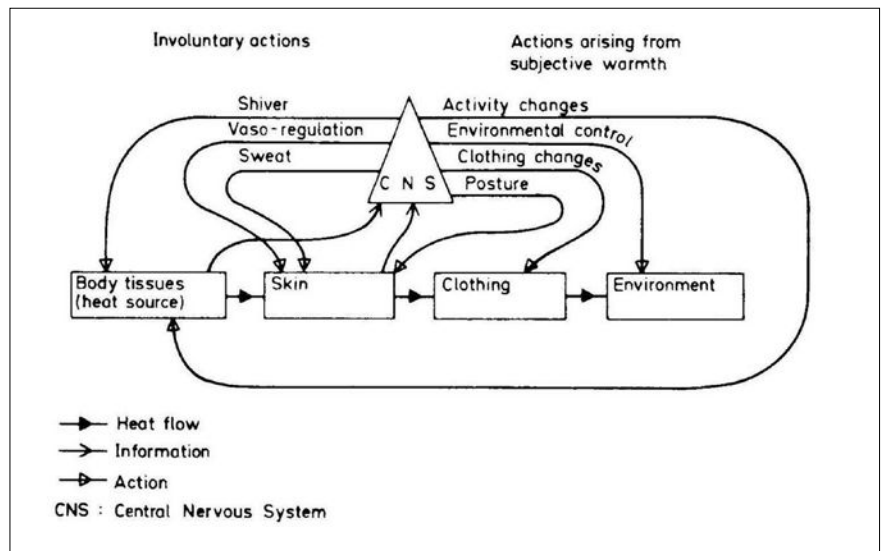 Involuntary actions
Actions arising from
subjective warmth
Shiver
Activity changes
Vaso-regulation
Environmental control
Sweat
Clothing changes
C N S
Posture
Body tissues
(heat source)
Skin
Clothing
Environment
Heat flow
Information
Action
CNS : Central Nervous System